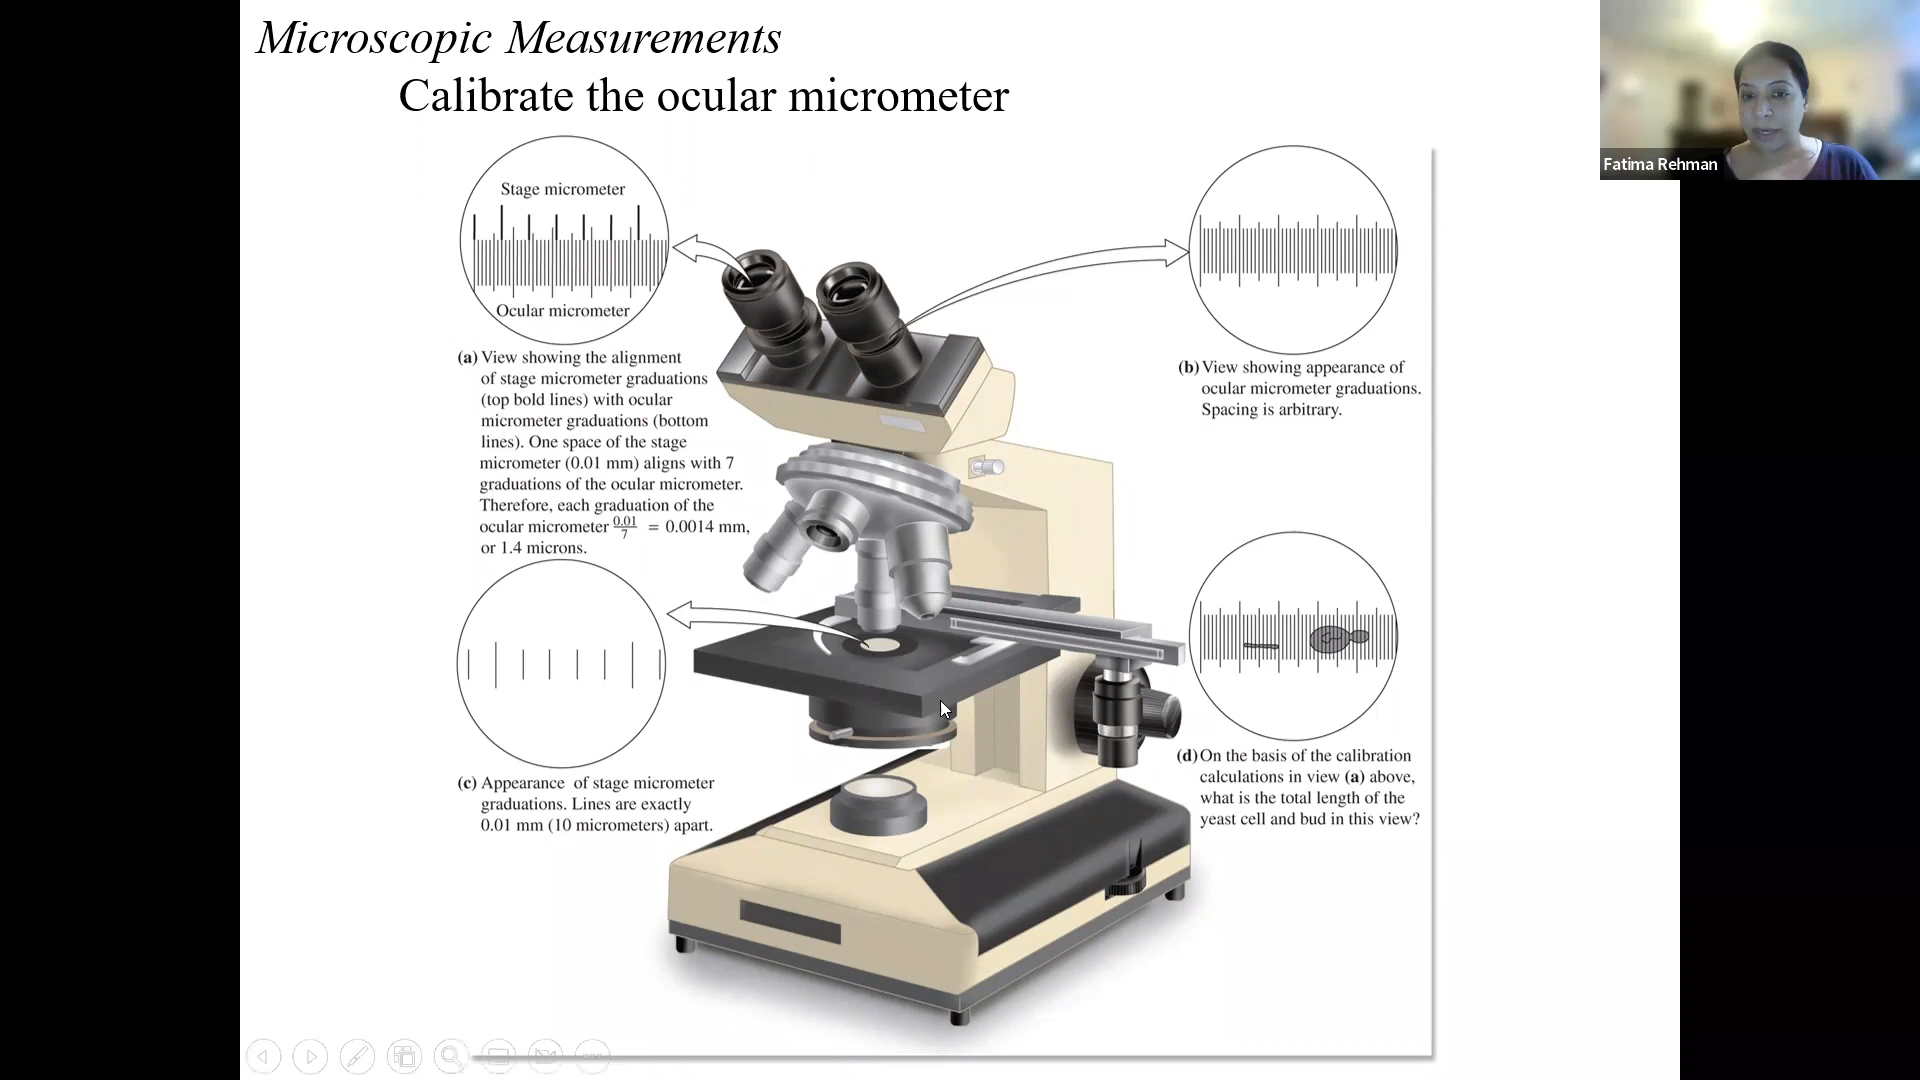 Microscopic Measurements
Calibrate the ocular micrometer
Fatima Rehman
Stage micrometer
Ocular micrometer
(a) View showing the alignment
of stage micrometer graduations
(top bold lines) with ocular
micrometer graduations (bottom
lines). One space of the stage
micrometer (0.01 mm) aligns with 7
graduations of the ocular micrometer.
Therefore, each graduation of the
ocular micrometer 0.01/7 = 0.0014 mm,
or 1.4 microns.
(b) View showing appearance of
ocular micrometer graduations.
Spacing is arbitrary.
(c) Appearance of stage micrometer
graduations. Lines are exactly
0.01 mm (10 micrometers) apart.
(d) On the basis of the calibration
calculations in view (a) above,
what is the total length of the
yeast cell and bud in this view?